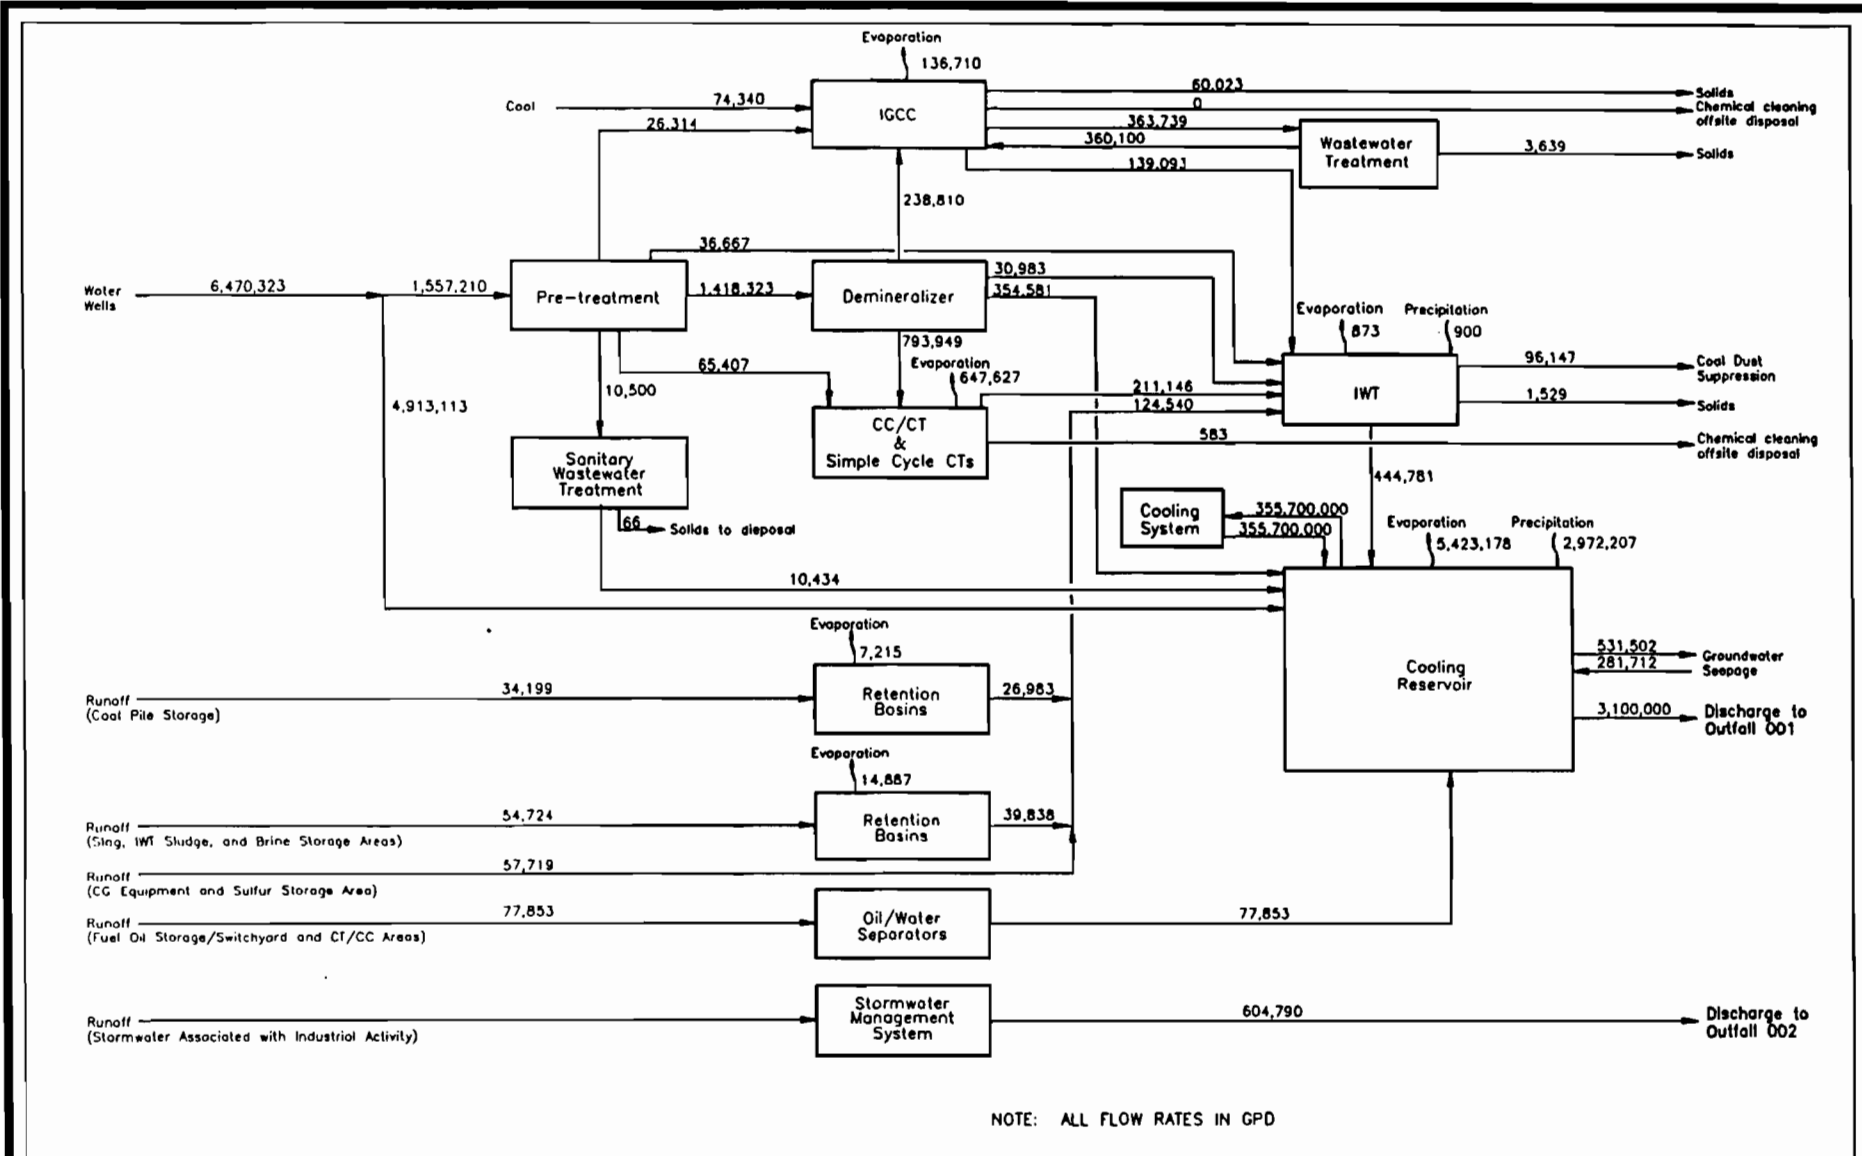 Evaporation
136,710
Coal
74,340
IGCC
60,023
Solids
0
Chemical cleaning
offsite disposal
26,314
363,739
360,100
Wastewater
Treatment
3,639
Solids
139,093
238,810
36,667
Water
Wells
6,470,323
1,557,210
Pre-treatment
1,418,323
Demineralizer
30,983
354,581
Evaporation
873
Precipitation
900
793,949
Evaporation
647,627
65,407
10,500
4,913,113
211,146
124,540
IWT
96,147
Coal Dust
Suppression
1,529
Solids
CC/CT
&
Simple Cycle CTs
583
Chemical cleaning
offsite disposal
Sanitary
Wastewater
Treatment
66
Solids to disposal
444,781
Cooling
System
355,700,000
355,700,000
Evaporation
5,423,178
Precipitation
2,972,207
10,434
Cooling
Reservoir
531,502
281,712
Groundwater
Seepage
3,100,000
Discharge to
Outfall 001
Evaporation
7,215
Runoff
(Coal Pile Storage)
34,199
Retention
Basins
26,983
Evaporation
14,887
Runoff
(Slag, IWT Sludge, and Brine Storage Areas)
54,724
Retention
Basins
39,838
Runoff
(CG Equipment and Sulfur Storage Area)
57,719
Runoff
(Fuel Oil Storage/Switchyard and CT/CC Areas)
77,853
Oil/Water
Separators
77,853
Runoff
(Stormwater Associated with Industrial Activity)
Stormwater
Management
System
604,790
Discharge to
Outfall 002
NOTE: ALL FLOW RATES IN GPD